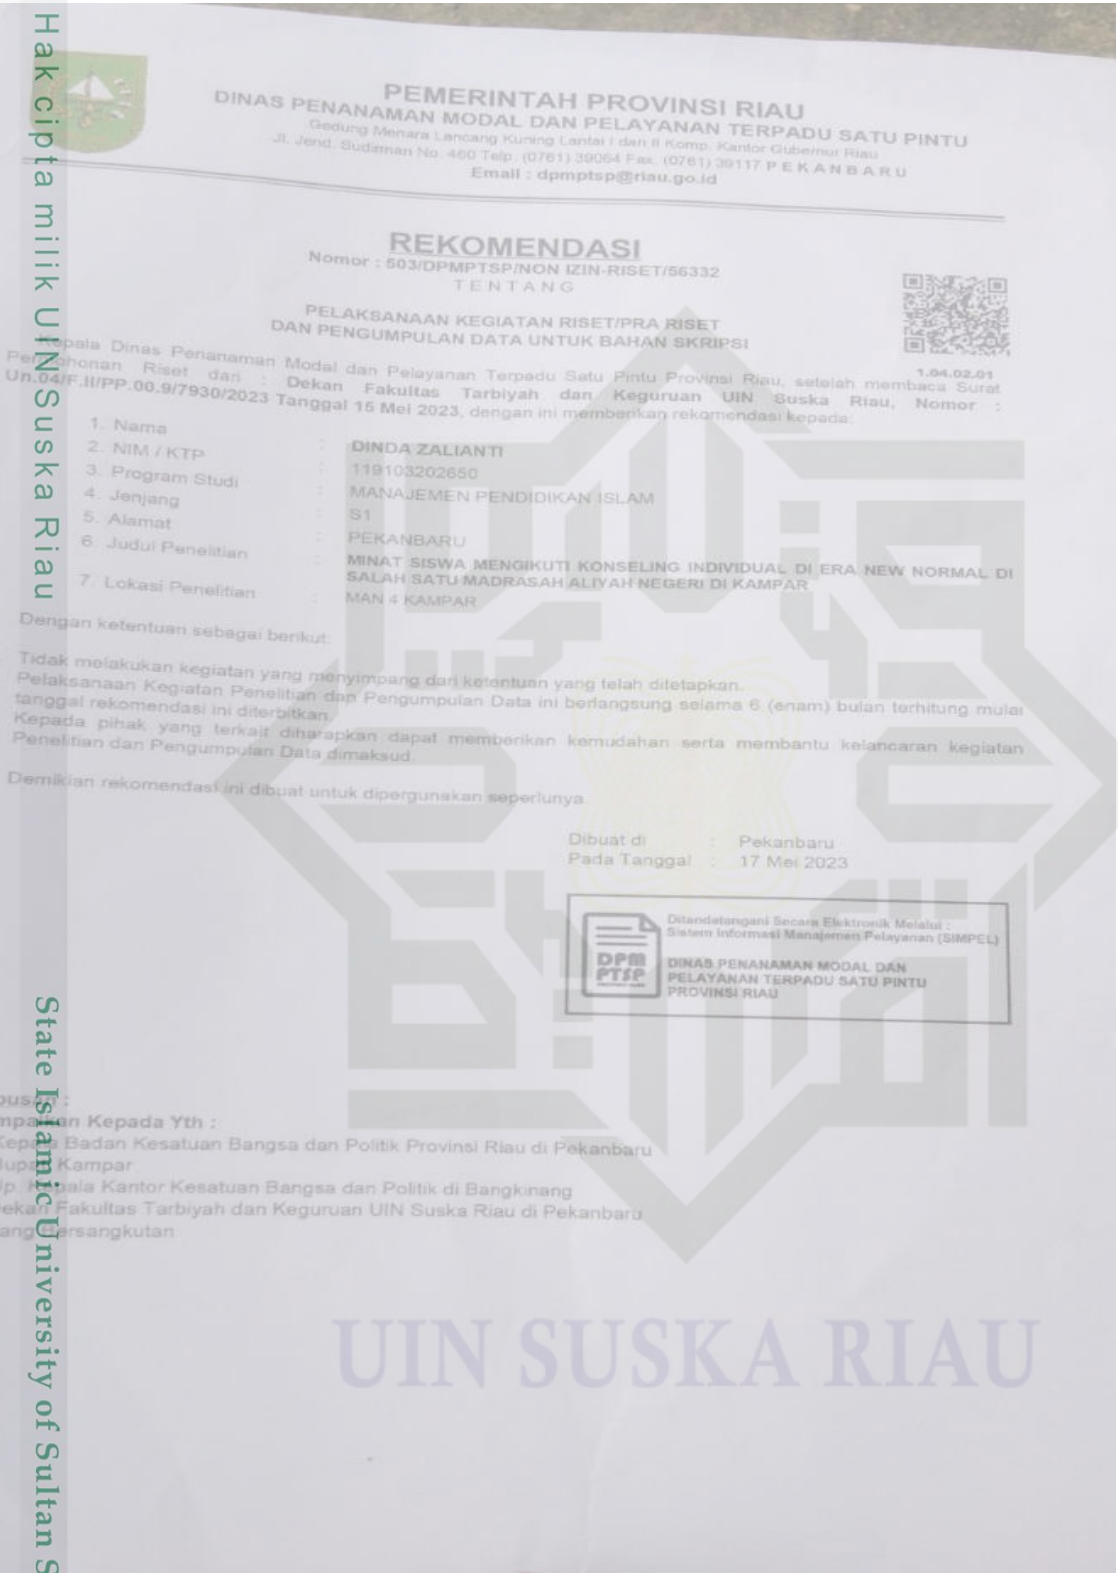 PEMERINTAH PROVINSI RIAU
DINAS PENANAMAN MODAL DAN PELAYANAN TERPADU SATU PINTU
Gedung Menara Lancang Kuning Lantai I dan II Komp. Kantor Gubernur Riau
Jl. Jend. Sudirman No. 460 Telp. (0761) 39064 Fax. (0761) 39117 P E K A N B A R U
Email : dpmptsp@riau.go.id
REKOMENDASI
Nomor : 503/DPMPTSP/NON IZIN-RISET/56332
T E N T A N G
PELAKSANAAN KEGIATAN RISET/PRA RISET
DAN PENGUMPULAN DATA UNTUK BAHAN SKRIPSI
1.04.02.01
Kepala Dinas Penanaman Modal dan Pelayanan Terpadu Satu Pintu Provinsi Riau, setelah membaca Surat
Permohonan Riset dari : Dekan Fakultas Tarbiyah dan Keguruan UIN Suska Riau, Nomor :
Un.04/F.II/PP.00.9/7930/2023 Tanggal 15 Mei 2023, dengan ini memberikan rekomendasi kepada:
1. Nama : DINDA ZALIANTI
2. NIM / KTP : 119103202650
3. Program Studi : MANAJEMEN PENDIDIKAN ISLAM
4. Jenjang : S1
5. Alamat : PEKANBARU
6. Judul Penelitian : MINAT SISWA MENGIKUTI KONSELING INDIVIDUAL DI ERA NEW NORMAL DI
SALAH SATU MADRASAH ALIYAH NEGERI DI KAMPAR
7. Lokasi Penelitian : MAN 4 KAMPAR
Dengan ketentuan sebagai berikut:
Tidak melakukan kegiatan yang menyimpang dari ketentuan yang telah ditetapkan.
Pelaksanaan Kegiatan Penelitian dan Pengumpulan Data ini berlangsung selama 6 (enam) bulan terhitung mulai
tanggal rekomendasi ini diterbitkan.
Kepada pihak yang terkait diharapkan dapat memberikan kemudahan serta membantu kelancaran kegiatan
Penelitian dan Pengumpulan Data dimaksud.
Demikian rekomendasi ini dibuat untuk dipergunakan seperlunya.
Dibuat di : Pekanbaru
Pada Tanggal : 17 Mei 2023
DPM
PTSP
Ditandatangani Secara Elektronik Melalui :
Sistem Informasi Manajemen Pelayanan (SIMPEL)
DINAS PENANAMAN MODAL DAN
PELAYANAN TERPADU SATU PINTU
PROVINSI RIAU
Kepada Yth :
Kepala Badan Kesatuan Bangsa dan Politik Provinsi Riau di Pekanbaru
Bupati Kampar
Up. Kepala Kantor Kesatuan Bangsa dan Politik di Bangkinang
Dekan Fakultas Tarbiyah dan Keguruan UIN Suska Riau di Pekanbaru
Yang Bersangkutan
UIN SUSKA RIAU
Hak cipta milik UIN Suska Riau
State Islamic University of Sultan S